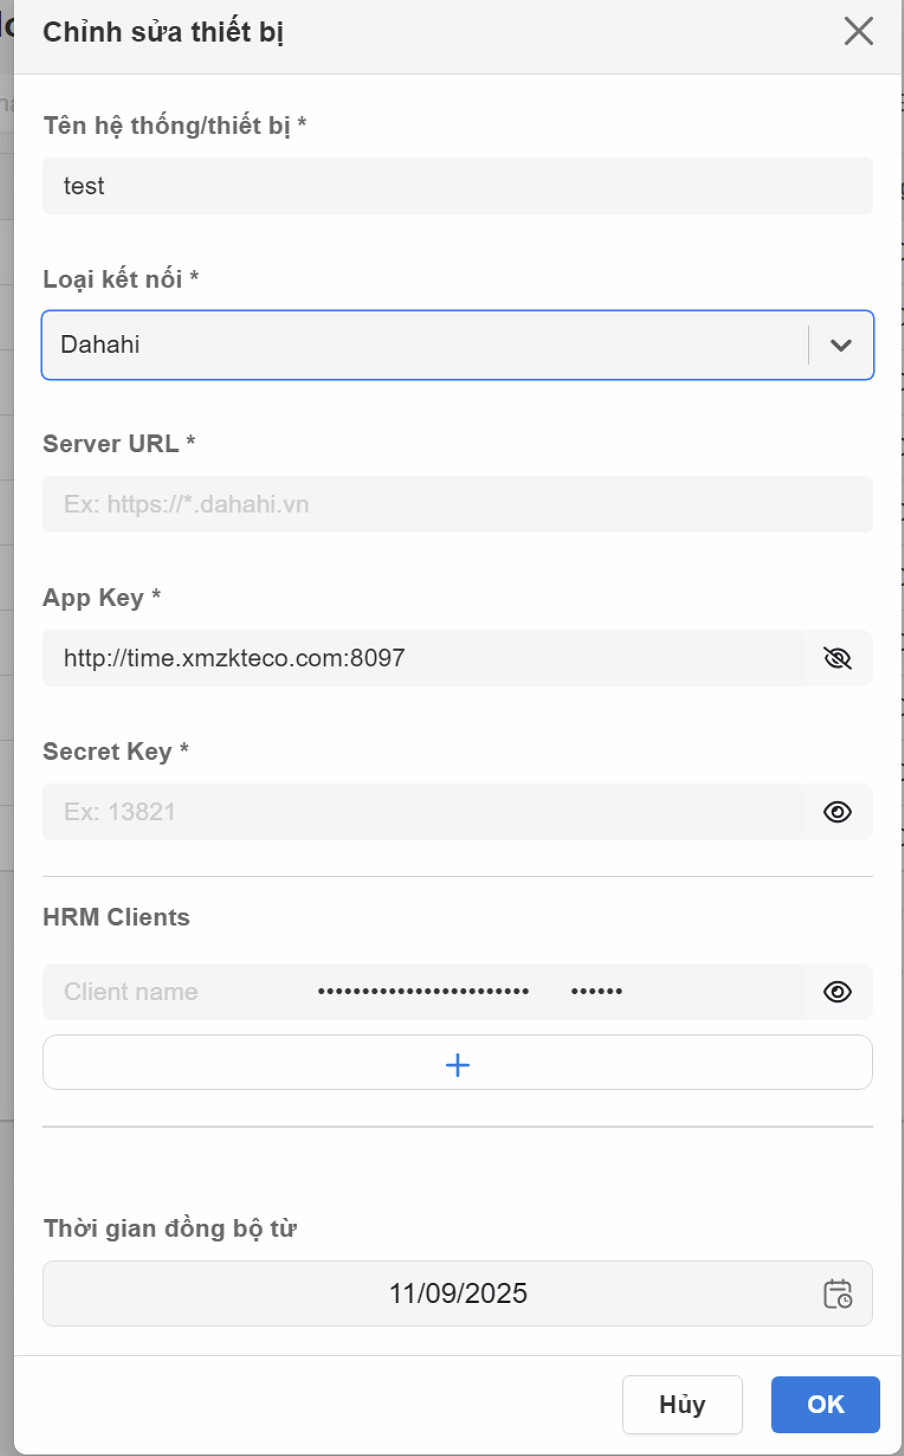 Chỉnh sửa thiết bị
Tên hệ thống/thiết bị *
test
Loại kết nối *
Dahahi
Server URL *
Ex: https://*.dahahi.vn
App Key *
http://time.xmzkteco.com:8097
Secret Key *
Ex: 13821
HRM Clients
Client name •••••••••••••••••••••••• ••••••
+
Thời gian đồng bộ từ
11/09/2025
Hủy OK